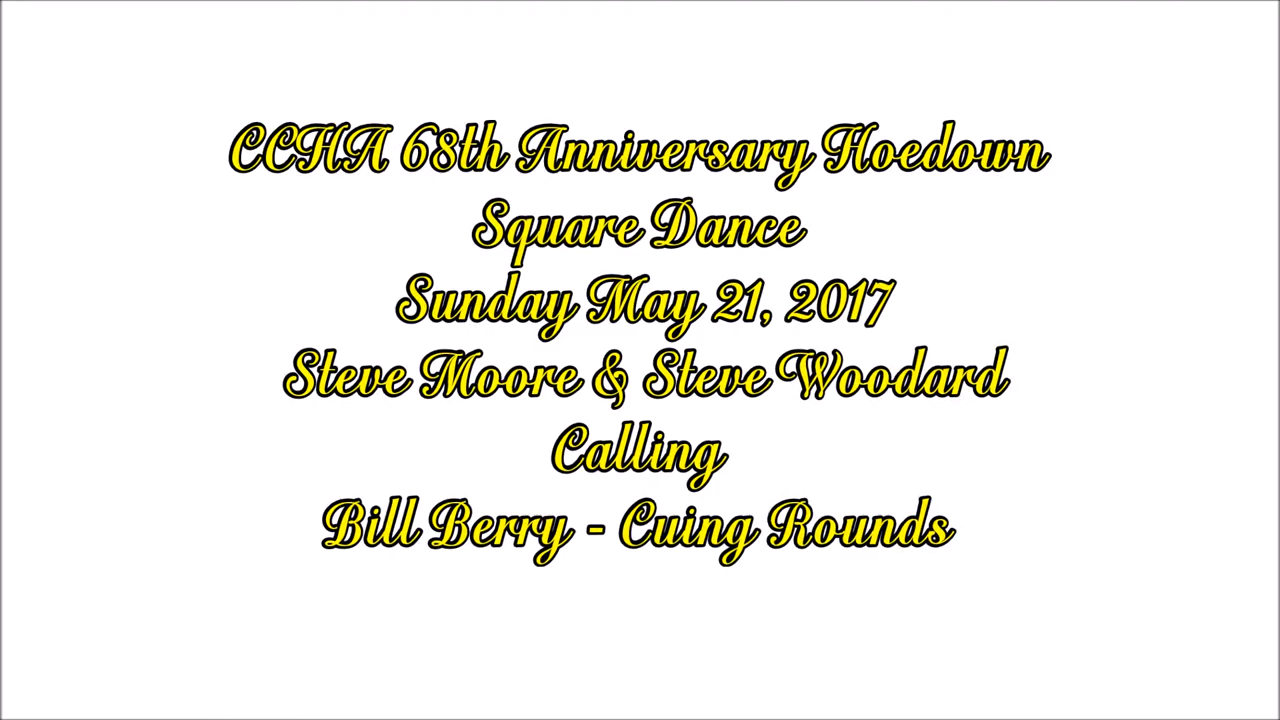 CCHA 68th Anniversary Hoedown
Square Dance
Sunday May 21, 2017
Steve Moore & Steve Woodard
Calling
Bill Berry - Cuing Rounds